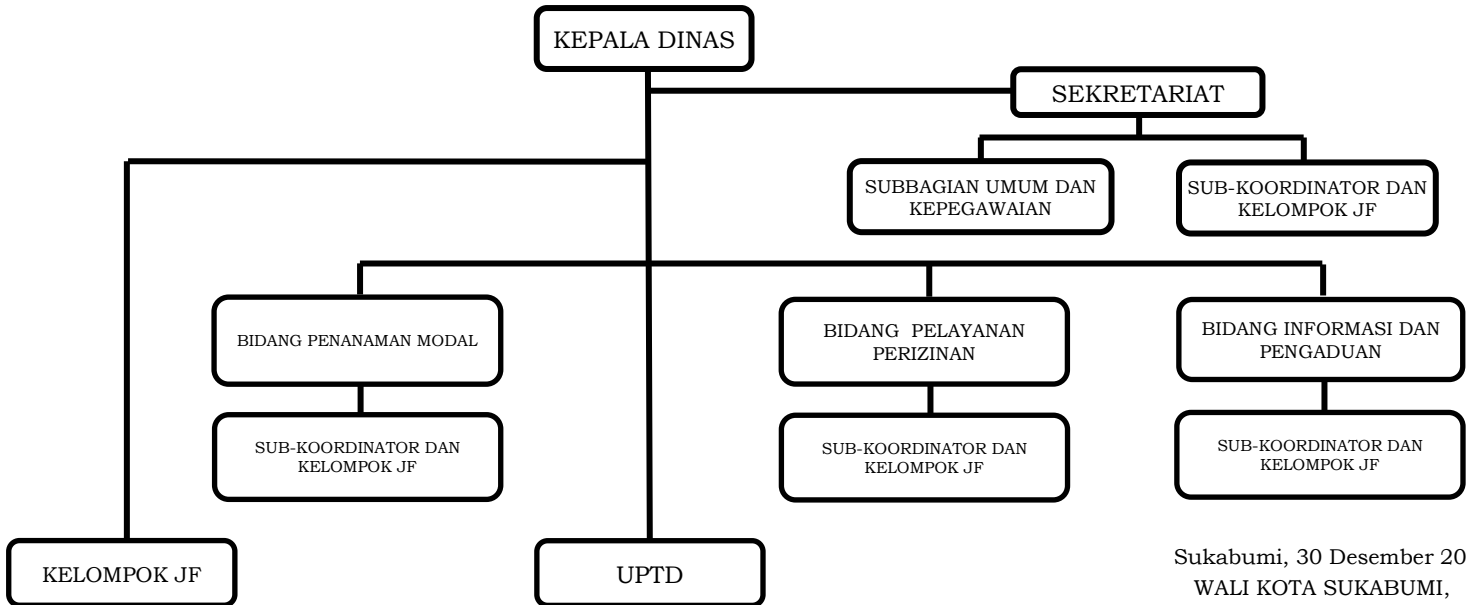 KEPALA DINAS
SEKRETARIAT
SUBBAGIAN UMUM DAN
KEPEGAWAIAN
SUB-KOORDINATOR DAN
KELOMPOK JF
BIDANG PENANAMAN MODAL
BIDANG PELAYANAN
PERIZINAN
BIDANG INFORMASI DAN
PENGADUAN
SUB-KOORDINATOR DAN
KELOMPOK JF
SUB-KOORDINATOR DAN
KELOMPOK JF
SUB-KOORDINATOR DAN
KELOMPOK JF
KELOMPOK JF
UPTD
Sukabumi, 30 Desember 20
WALI KOTA SUKABUMI,